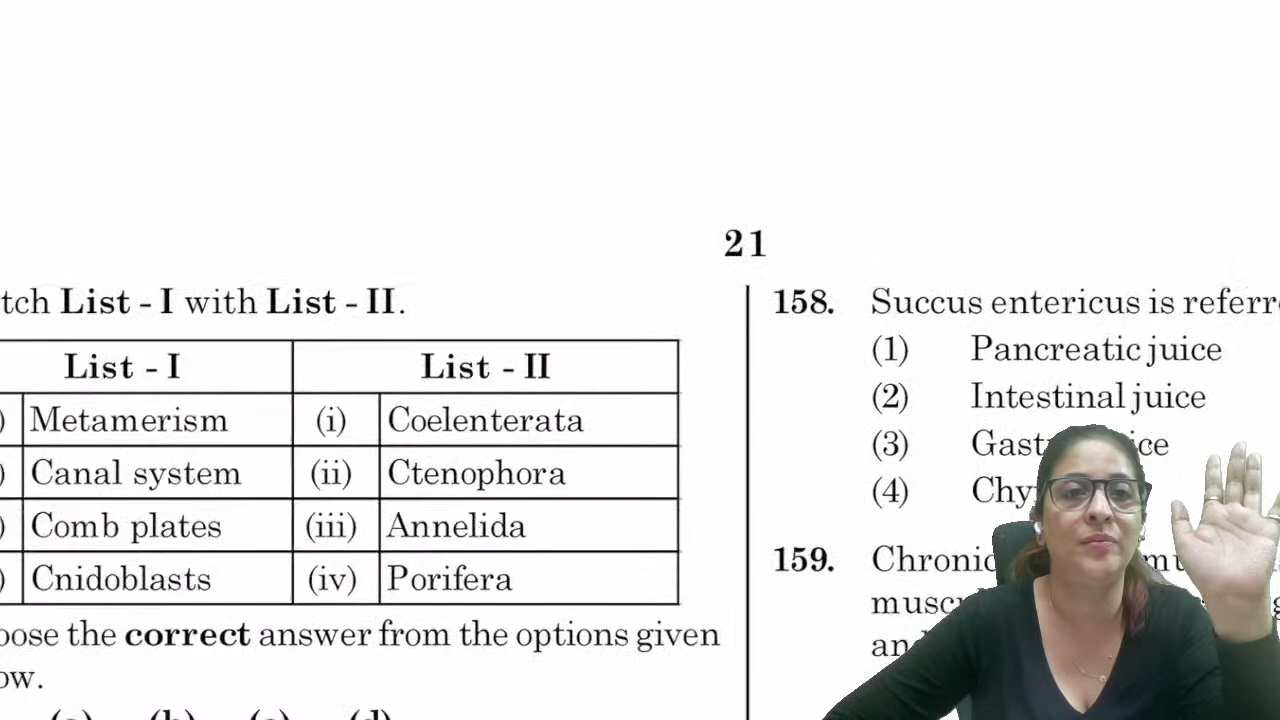 21
tch List - I with List - II.
List - I List - II
) Metamerism (i) Coelenterata
) Canal system (ii) Ctenophora
) Comb plates (iii) Annelida
) Cnidoblasts (iv) Porifera
oose the correct answer from the options given
ow.
(a) (b) (c) (d)
158. Succus entericus is referr
(1) Pancreatic juice
(2) Intestinal juice
(3) Gast ice
(4) Chy
159. Chronic mu
musc
an